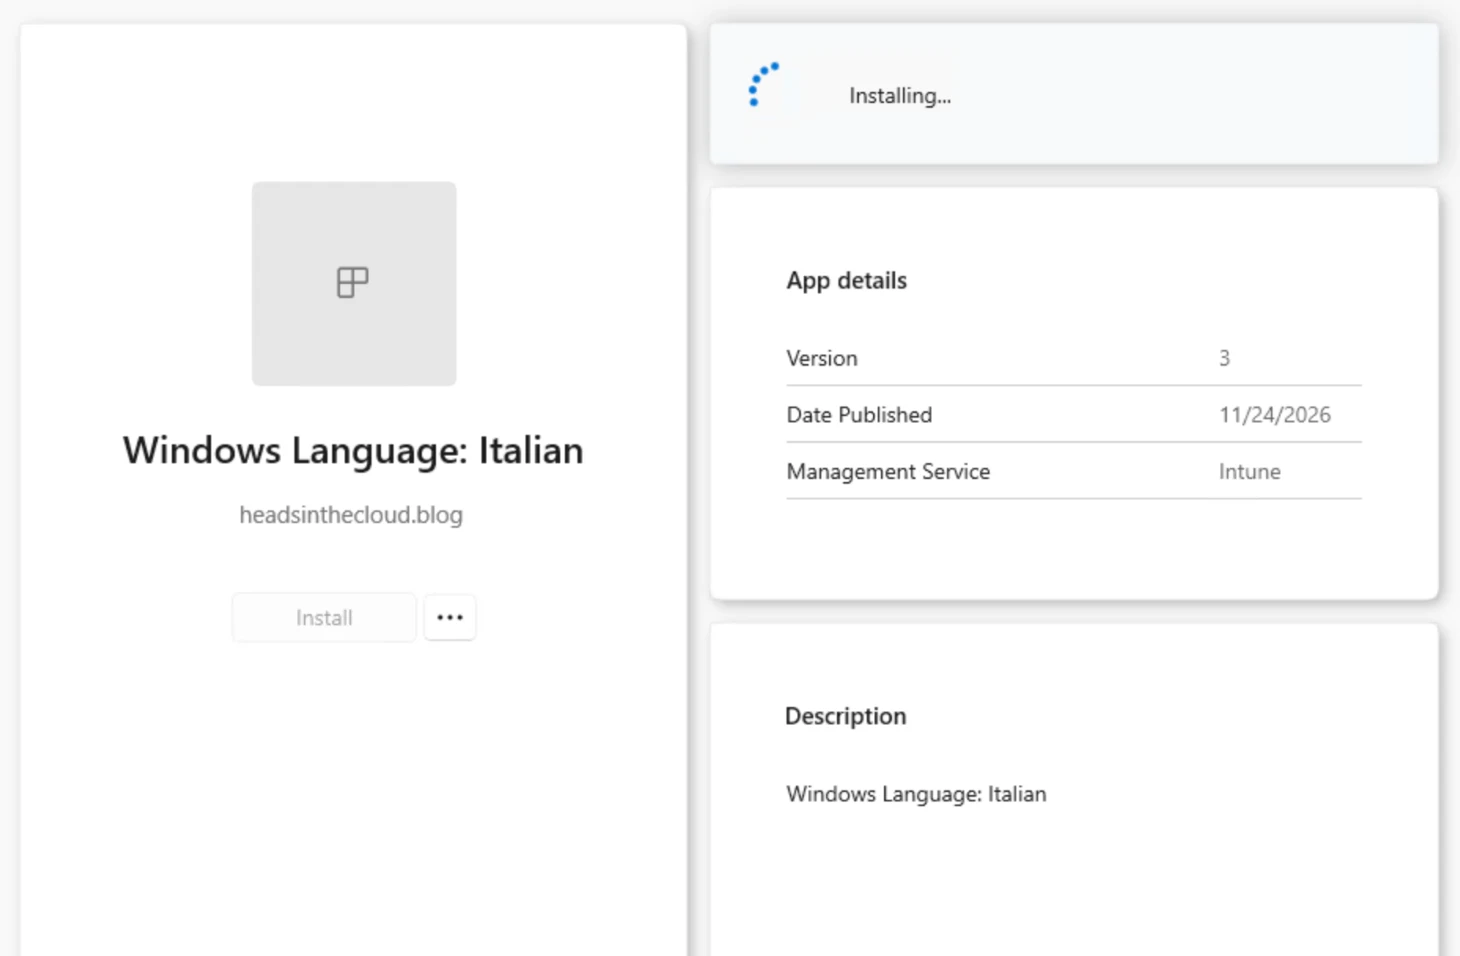 Windows Language: Italian
headsinthecloud.blog
Install
Installing...
App details
Version 3
Date Published 11/24/2026
Management Service Intune
Description
Windows Language: Italian